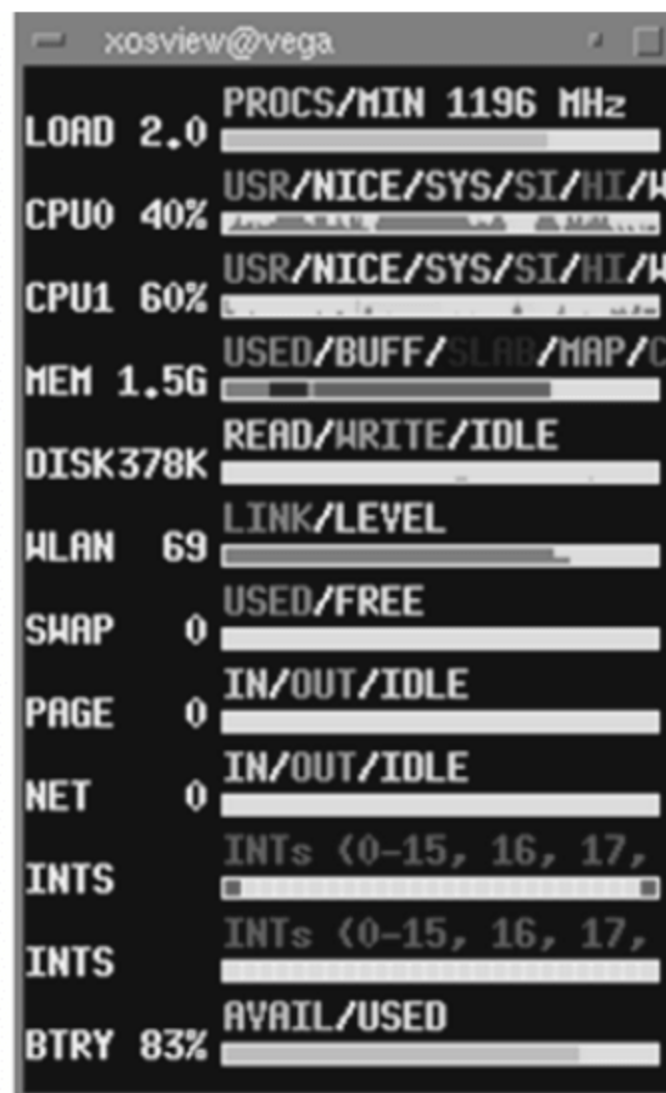 xosview@vega
PROCS/MIN 1196 MHz
LOAD 2.0
USR/NICE/SYS/SI/HI/W
CPU0 40%
USR/NICE/SYS/SI/HI/W
CPU1 60%
USED/BUFF/SLAB/MAP/C
MEM 1.5G
READ/WRITE/IDLE
DISK378K
LINK/LEVEL
WLAN 69
USED/FREE
SWAP 0
IN/OUT/IDLE
PAGE 0
IN/OUT/IDLE
NET 0
INTs (0-15, 16, 17,
INTS
INTs (0-15, 16, 17,
INTS
AVAIL/USED
BTRY 83%